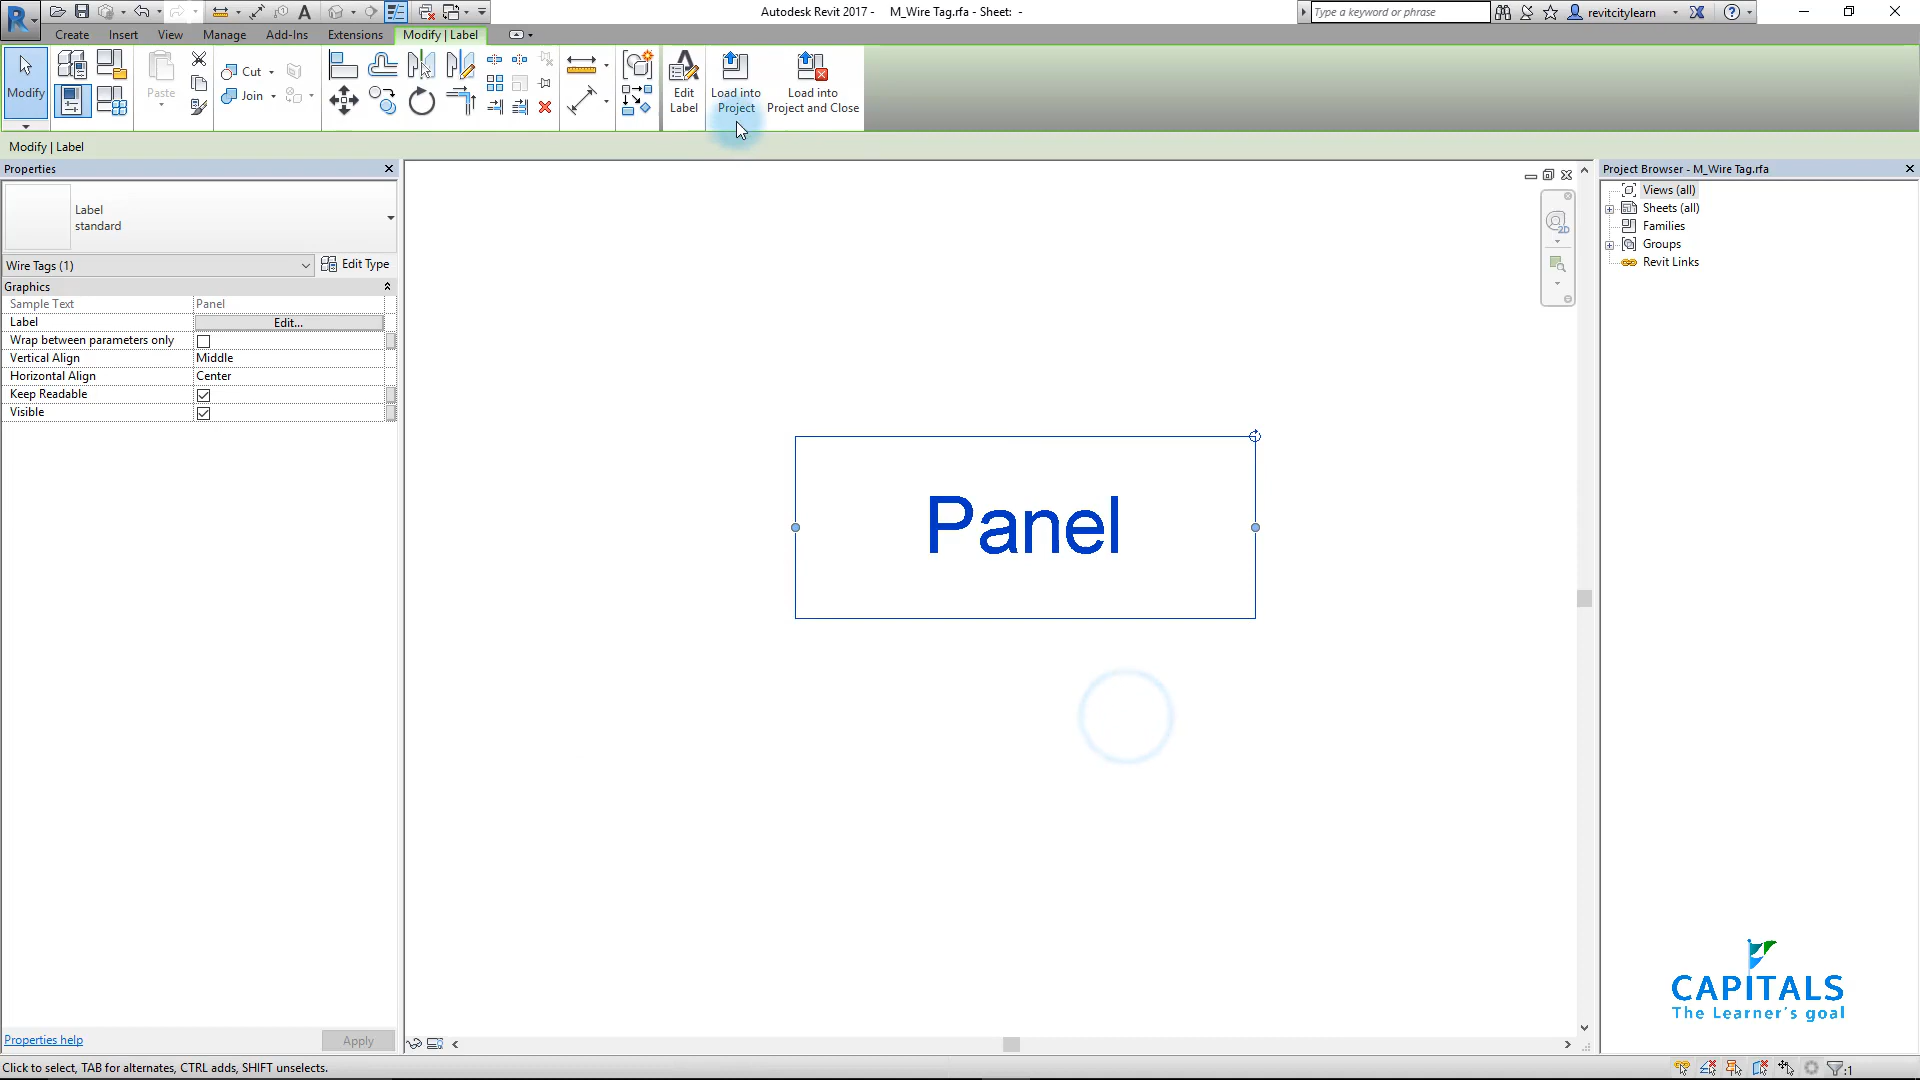 Autodesk Revit 2017 - M_Wire Tag.rfa - Sheet: -
Type a keyword or phrase
revitcitylearn
Create Insert View Manage Add-Ins Extensions Modify | Label
Modify
Paste
Cut
Join
Edit Label
Load into Project
Load into Project and Close
Modify | Label
Properties
Label
standard
Wire Tags (1)
Edit Type
Graphics
Sample Text Panel
Label Edit...
Wrap between parameters only
Vertical Align Middle
Horizontal Align Center
Keep Readable
Visible
Panel
2D
Project Browser - M_Wire Tag.rfa
Views (all)
Sheets (all)
Families
Groups
Revit Links
CAPITALS
The Learner's goal
Properties help Apply
Click to select, TAB for alternates, CTRL adds, SHIFT unselects.
:1